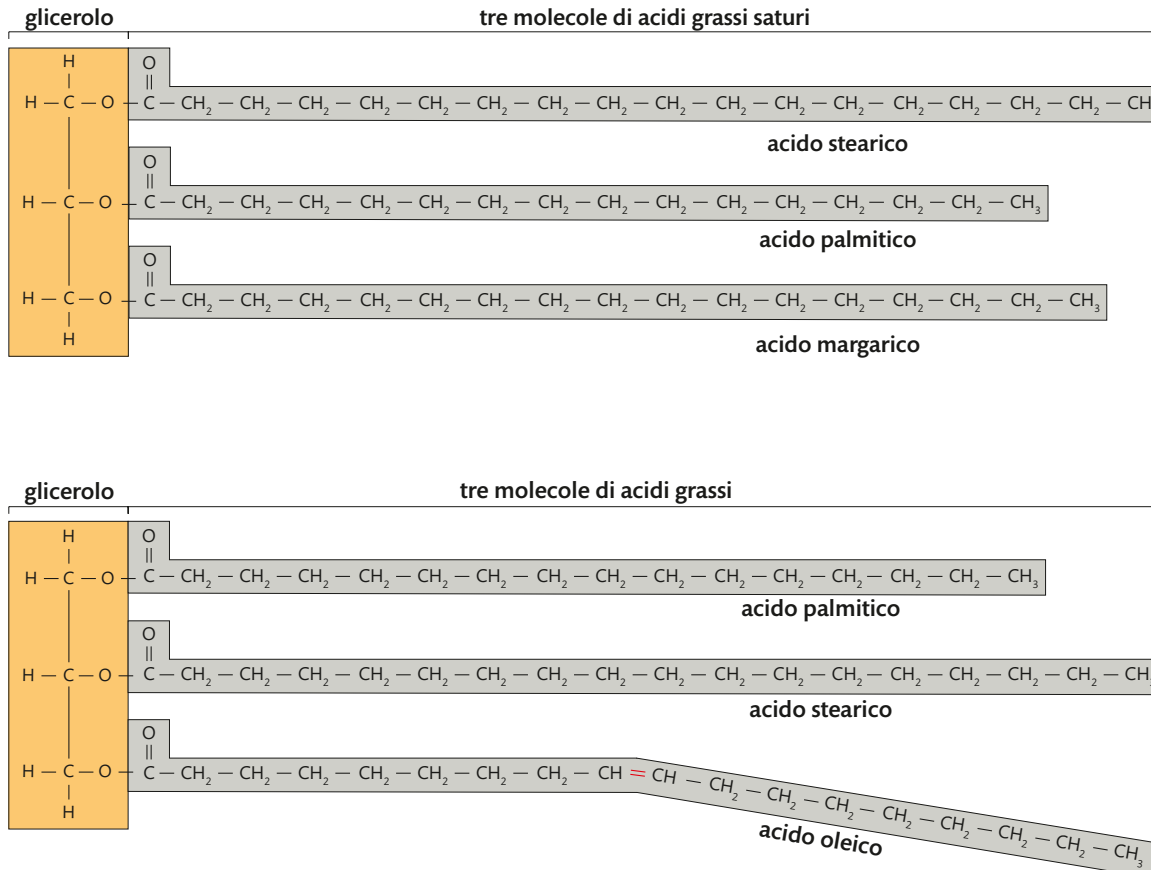 glicerolo tre molecole di acidi grassi saturi
H O
| ||
H — C — O — C — CH₂ — CH₂ — CH₂ — CH₂ — CH₂ — CH₂ — CH₂ — CH₂ — CH₂ — CH₂ — CH₂ — CH₂ — CH₂ — CH₂ — CH₂ — CH₂ — CH
acido stearico
O
||
H — C — O — C — CH₂ — CH₂ — CH₂ — CH₂ — CH₂ — CH₂ — CH₂ — CH₂ — CH₂ — CH₂ — CH₂ — CH₂ — CH₂ — CH₂ — CH₃
acido palmitico
O
||
H — C — O — C — CH₂ — CH₂ — CH₂ — CH₂ — CH₂ — CH₂ — CH₂ — CH₂ — CH₂ — CH₂ — CH₂ — CH₂ — CH₂ — CH₂ — CH₂ — CH₃
|
H
acido margarico
glicerolo tre molecole di acidi grassi
H O
| ||
H — C — O — C — CH₂ — CH₂ — CH₂ — CH₂ — CH₂ — CH₂ — CH₂ — CH₂ — CH₂ — CH₂ — CH₂ — CH₂ — CH₂ — CH₂ — CH₃
acido palmitico
O
||
H — C — O — C — CH₂ — CH₂ — CH₂ — CH₂ — CH₂ — CH₂ — CH₂ — CH₂ — CH₂ — CH₂ — CH₂ — CH₂ — CH₂ — CH₂ — CH₂ — CH₂ — CH
acido stearico
O
||
H — C — O — C — CH₂ — CH₂ — CH₂ — CH₂ — CH₂ — CH₂ — CH₂ — CH = CH — CH₂ — CH₂ — CH₂ — CH₂ — CH₂ — CH₂ — CH₂ — CH₃
|
H
acido oleico